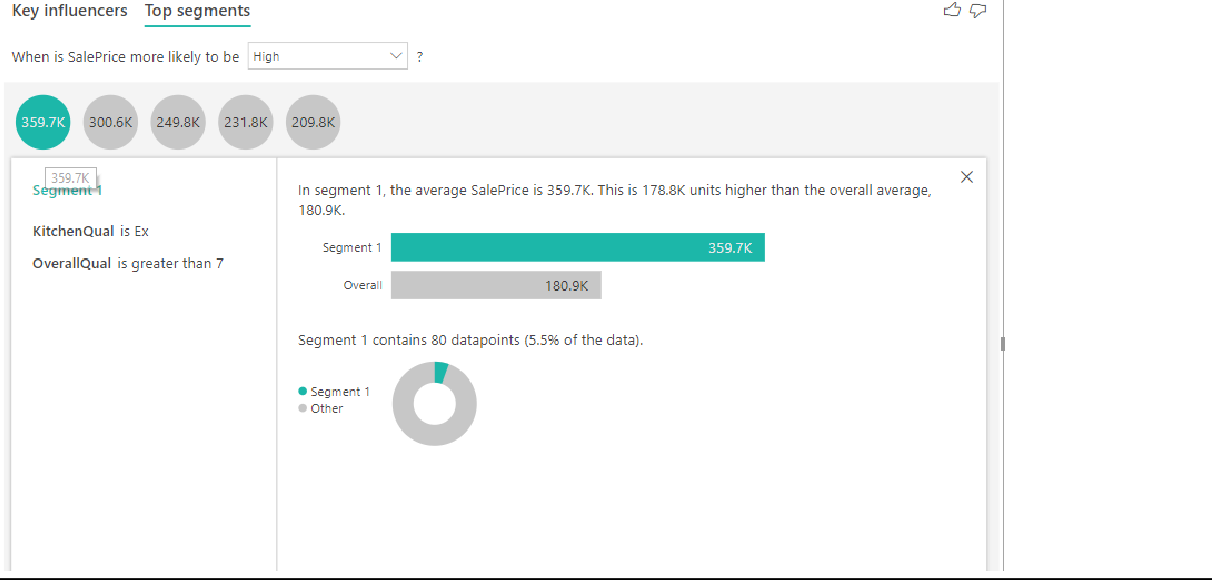 Key influencers Top segments
When is SalePrice more likely to be High ?
359.7K 300.6K 249.8K 231.8K 209.8K
359.7K
Segment 1
KitchenQual is Ex
OverallQual is greater than 7
In segment 1, the average SalePrice is 359.7K. This is 178.8K units higher than the overall average,
180.9K.
Segment 1 359.7K
Overall 180.9K
Segment 1 contains 80 datapoints (5.5% of the data).
Segment 1
Other